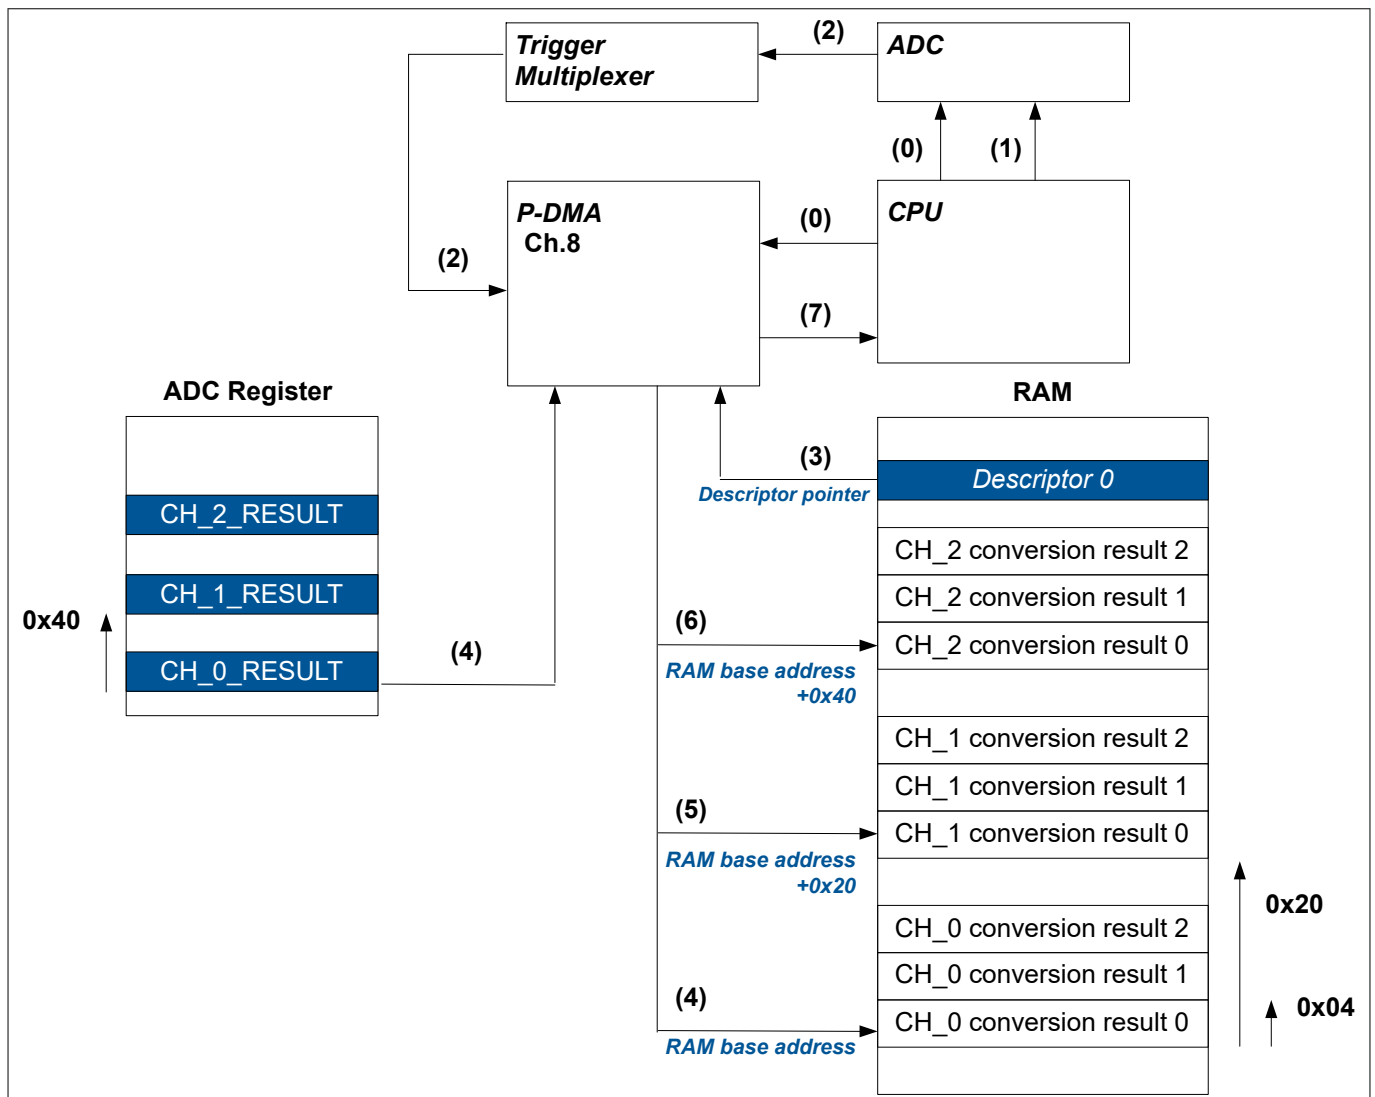 Trigger
Multiplexer
(2)
ADC
(0)
(1)
P-DMA
Ch.8
(0)
CPU
(2)
(7)
ADC Register
RAM
(3)
Descriptor pointer
Descriptor 0
CH_2_RESULT
CH_2 conversion result 2
CH_1_RESULT
CH_2 conversion result 1
0x40
(6)
CH_2 conversion result 0
CH_0_RESULT
(4)
RAM base address
+0x40
CH_1 conversion result 2
CH_1 conversion result 1
(5)
CH_1 conversion result 0
RAM base address
+0x20
0x20
CH_0 conversion result 2
CH_0 conversion result 1
(4)
CH_0 conversion result 0
0x04
RAM base address